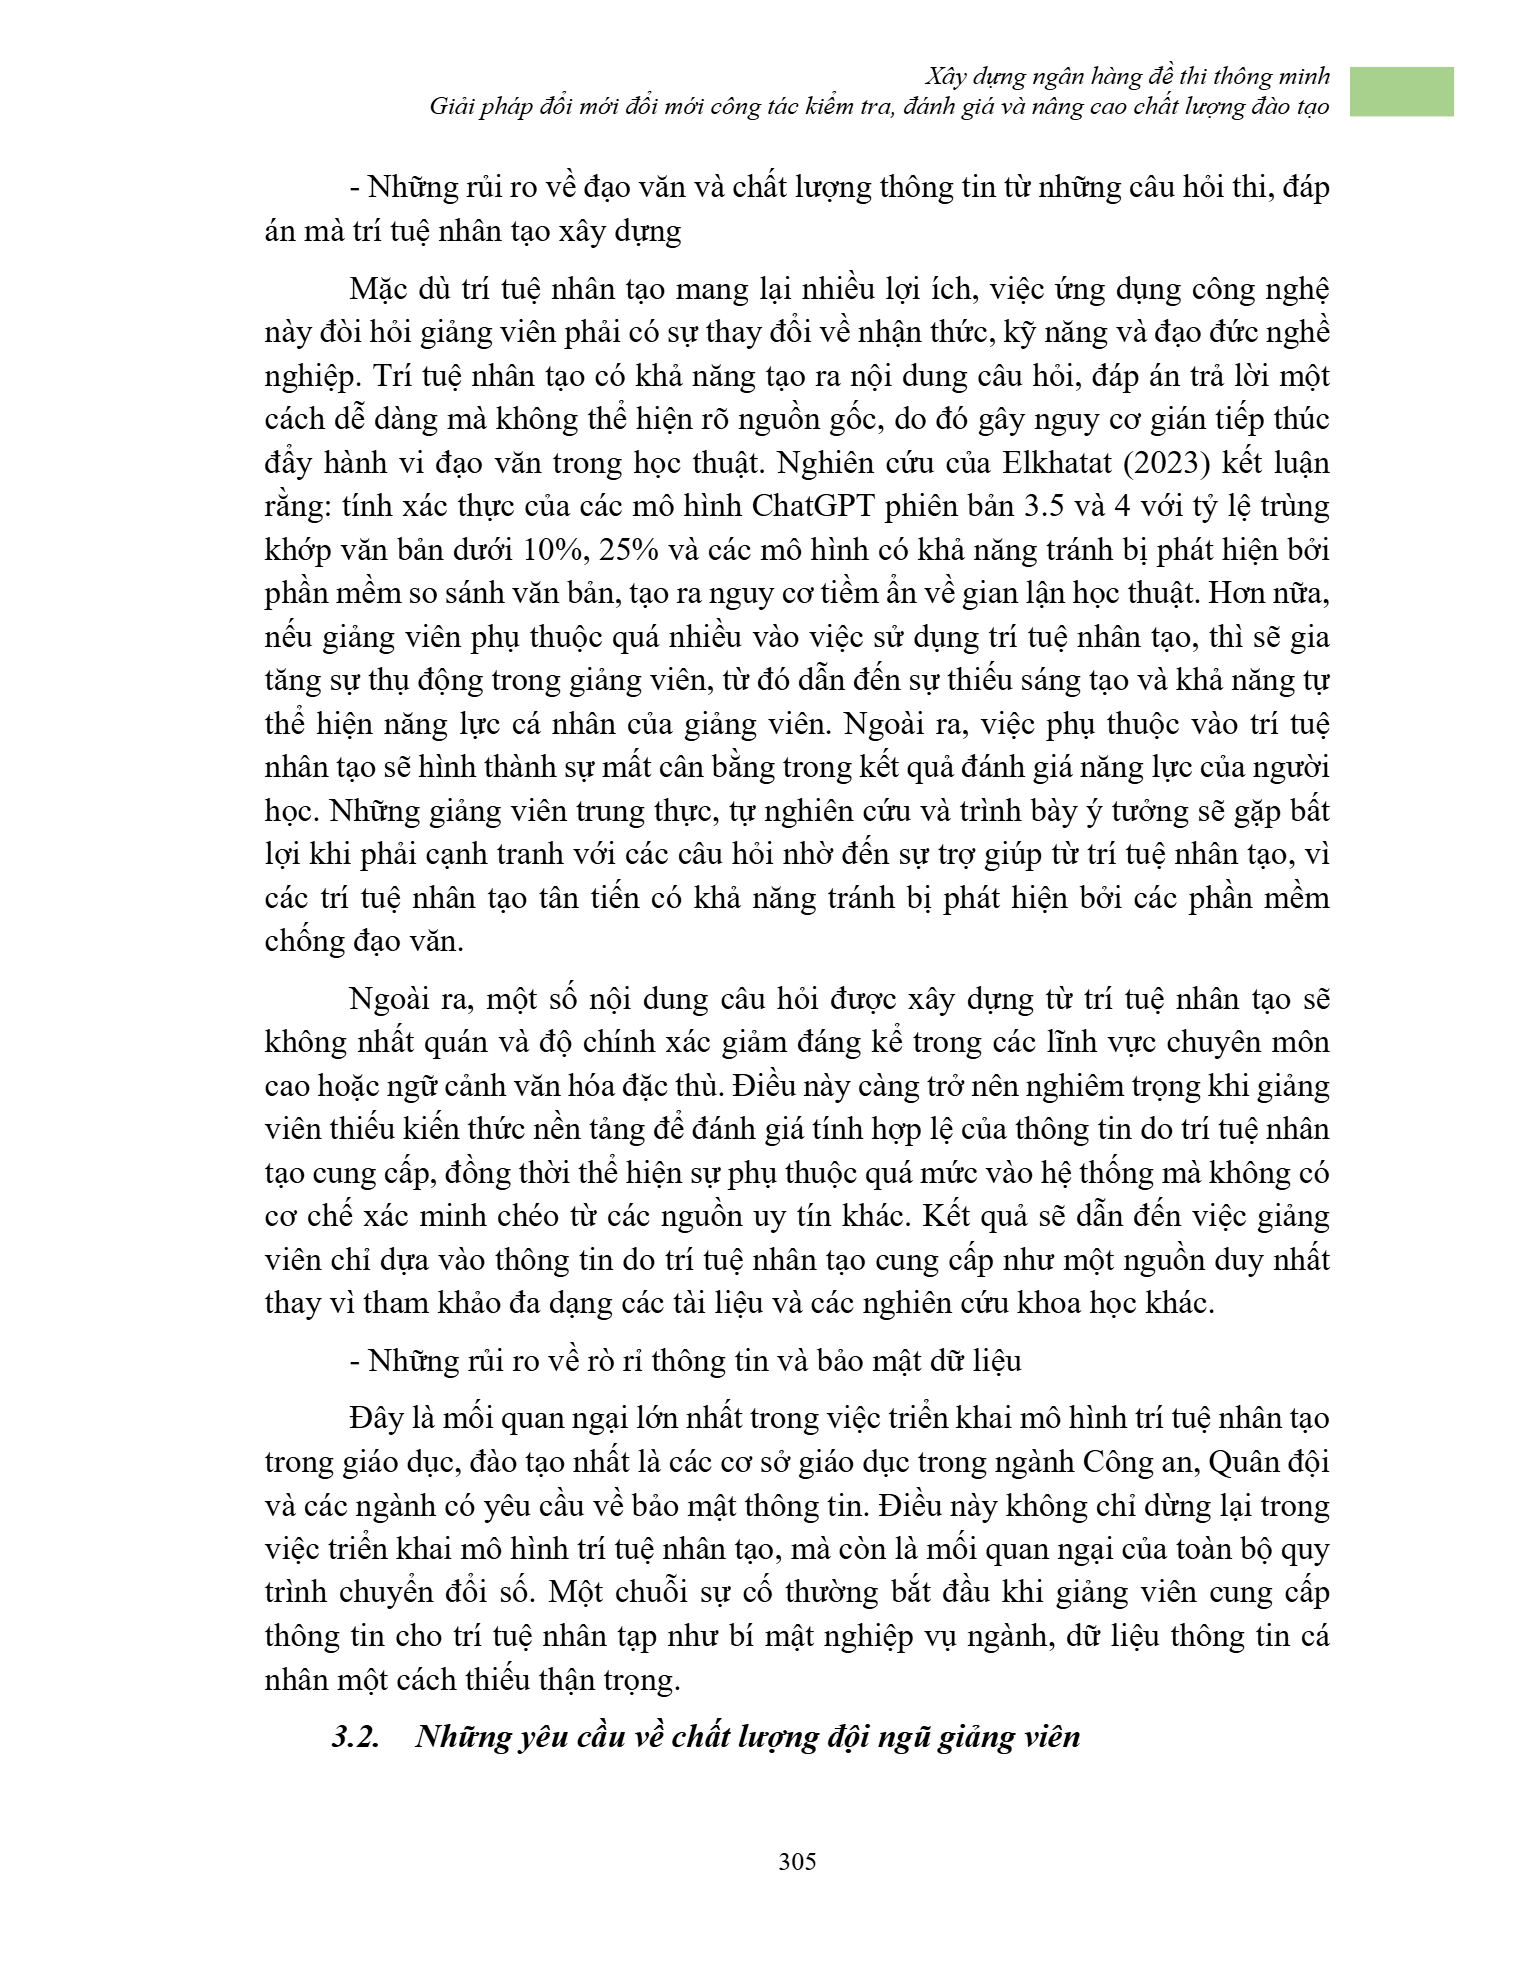 Xây dựng ngân hàng đề thi thông minh
Giải pháp đổi mới đổi mới công tác kiểm tra, đánh giá và nâng cao chất lượng đào tạo
- Những rủi ro về đạo văn và chất lượng thông tin từ những câu hỏi thi, đáp
án mà trí tuệ nhân tạo xây dựng
Mặc dù trí tuệ nhân tạo mang lại nhiều lợi ích, việc ứng dụng công nghệ
này đòi hỏi giảng viên phải có sự thay đổi về nhận thức, kỹ năng và đạo đức nghề
nghiệp. Trí tuệ nhân tạo có khả năng tạo ra nội dung câu hỏi, đáp án trả lời một
cách dễ dàng mà không thể hiện rõ nguồn gốc, do đó gây nguy cơ gián tiếp thúc
đẩy hành vi đạo văn trong học thuật. Nghiên cứu của Elkhatat (2023) kết luận
rằng: tính xác thực của các mô hình ChatGPT phiên bản 3.5 và 4 với tỷ lệ trùng
khớp văn bản dưới 10%, 25% và các mô hình có khả năng tránh bị phát hiện bởi
phần mềm so sánh văn bản, tạo ra nguy cơ tiềm ẩn về gian lận học thuật. Hơn nữa,
nếu giảng viên phụ thuộc quá nhiều vào việc sử dụng trí tuệ nhân tạo, thì sẽ gia
tăng sự thụ động trong giảng viên, từ đó dẫn đến sự thiếu sáng tạo và khả năng tự
thể hiện năng lực cá nhân của giảng viên. Ngoài ra, việc phụ thuộc vào trí tuệ
nhân tạo sẽ hình thành sự mất cân bằng trong kết quả đánh giá năng lực của người
học. Những giảng viên trung thực, tự nghiên cứu và trình bày ý tưởng sẽ gặp bất
lợi khi phải cạnh tranh với các câu hỏi nhờ đến sự trợ giúp từ trí tuệ nhân tạo, vì
các trí tuệ nhân tạo tân tiến có khả năng tránh bị phát hiện bởi các phần mềm
chống đạo văn.
Ngoài ra, một số nội dung câu hỏi được xây dựng từ trí tuệ nhân tạo sẽ
không nhất quán và độ chính xác giảm đáng kể trong các lĩnh vực chuyên môn
cao hoặc ngữ cảnh văn hóa đặc thù. Điều này càng trở nên nghiêm trọng khi giảng
viên thiếu kiến thức nền tảng để đánh giá tính hợp lệ của thông tin do trí tuệ nhân
tạo cung cấp, đồng thời thể hiện sự phụ thuộc quá mức vào hệ thống mà không có
cơ chế xác minh chéo từ các nguồn uy tín khác. Kết quả sẽ dẫn đến việc giảng
viên chỉ dựa vào thông tin do trí tuệ nhân tạo cung cấp như một nguồn duy nhất
thay vì tham khảo đa dạng các tài liệu và các nghiên cứu khoa học khác.
- Những rủi ro về rò rỉ thông tin và bảo mật dữ liệu
Đây là mối quan ngại lớn nhất trong việc triển khai mô hình trí tuệ nhân tạo
trong giáo dục, đào tạo nhất là các cơ sở giáo dục trong ngành Công an, Quân đội
và các ngành có yêu cầu về bảo mật thông tin. Điều này không chỉ dừng lại trong
việc triển khai mô hình trí tuệ nhân tạo, mà còn là mối quan ngại của toàn bộ quy
trình chuyển đổi số. Một chuỗi sự cố thường bắt đầu khi giảng viên cung cấp
thông tin cho trí tuệ nhân tạp như bí mật nghiệp vụ ngành, dữ liệu thông tin cá
nhân một cách thiếu thận trọng.
3.2. Những yêu cầu về chất lượng đội ngũ giảng viên
305